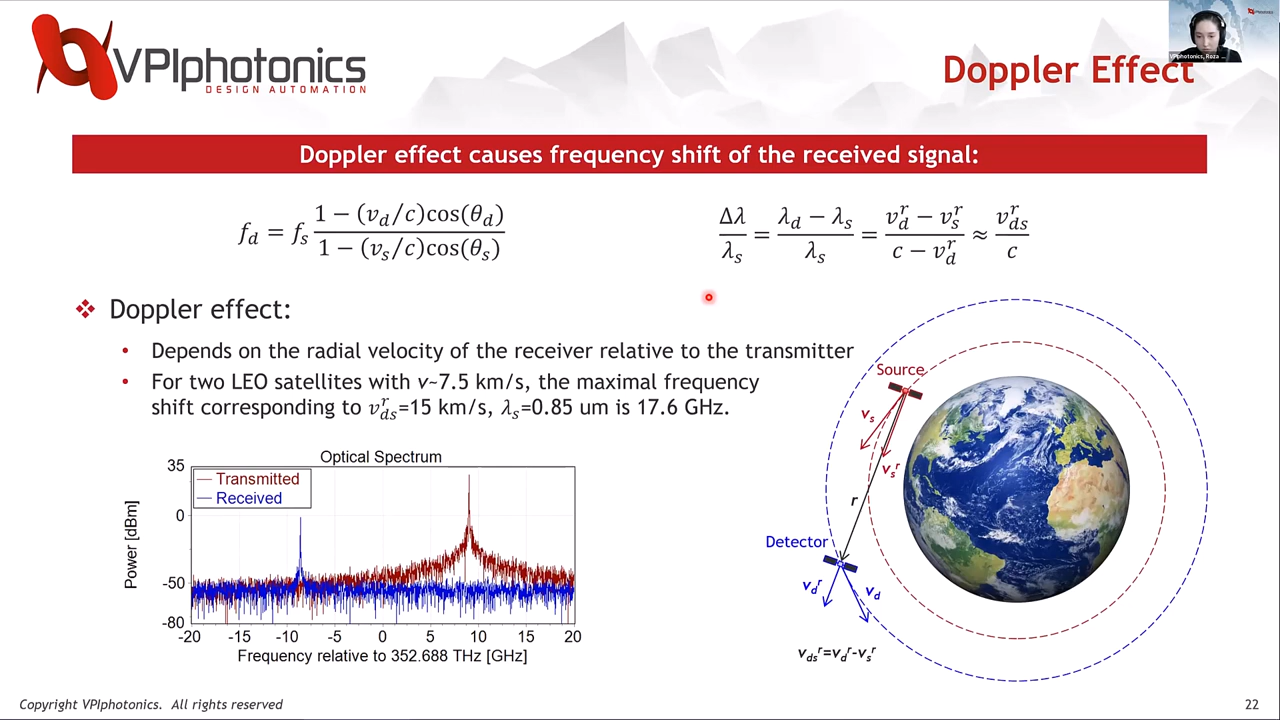 VPIphotonics
DESIGN AUTOMATION
VPIphotonics, Roza ...
Doppler Effect
Doppler effect causes frequency shift of the received signal:
f_d = f_s (1 − (v_d/c)cos(θ_d)) / (1 − (v_s/c)cos(θ_s))
Δλ/λ_s = (λ_d − λ_s)/λ_s = (v_d^r − v_s^r)/(c − v_d^r) ≈ v_ds^r/c
❖ Doppler effect:
• Depends on the radial velocity of the receiver relative to the transmitter
• For two LEO satellites with v~7.5 km/s, the maximal frequency
shift corresponding to v_ds^r=15 km/s, λ_s=0.85 um is 17.6 GHz.
Optical Spectrum
Transmitted
Received
Power [dBm]
35
0
-50
-80
-20 -15 -10 -5 0 5 10 15 20
Frequency relative to 352.688 THz [GHz]
Source
v_s
v_s^r
r
Detector
v_d^r
v_d
v_ds^r=v_d^r-v_s^r
Copyright VPIphotonics. All rights reserved
22